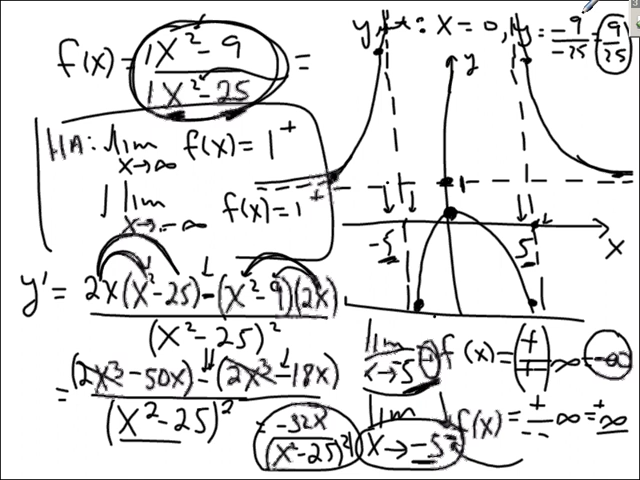 f(x) = 1x² - 9 / 1x² - 25 =
y int: x = 0, y = -9/-25 = 9/25
HA: lim x→∞ f(x) = 1⁺
lim x→-∞ f(x) = 1⁺
y
1
-5
5
x
y' = 2x(x² - 25) - (x² - 9)(2x) / (x² - 25)²
= (2x³ - 50x) - (2x³ - 18x) / (x² - 25)²
= -32x / (x² - 25)²
lim x→-5⁺ f(x) =
-∞ = -∞
lim x→-5⁻ f(x) =